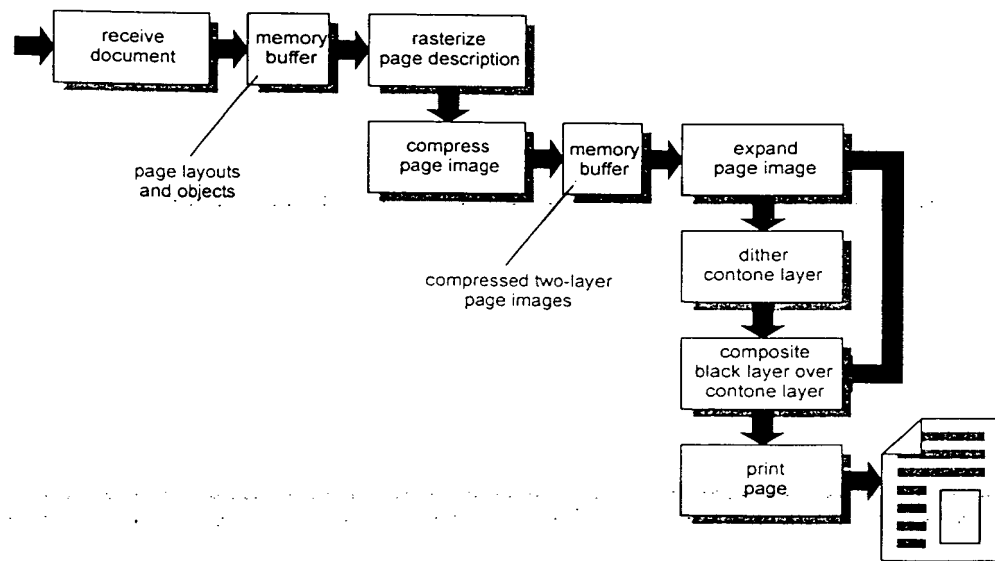 receive
document
memory
buffer
rasterize
page description
page layouts
and objects
compress
page image
memory
buffer
expand
page image
compressed two-layer
page images
dither
contone layer
composite
black layer over
contone layer
print
page